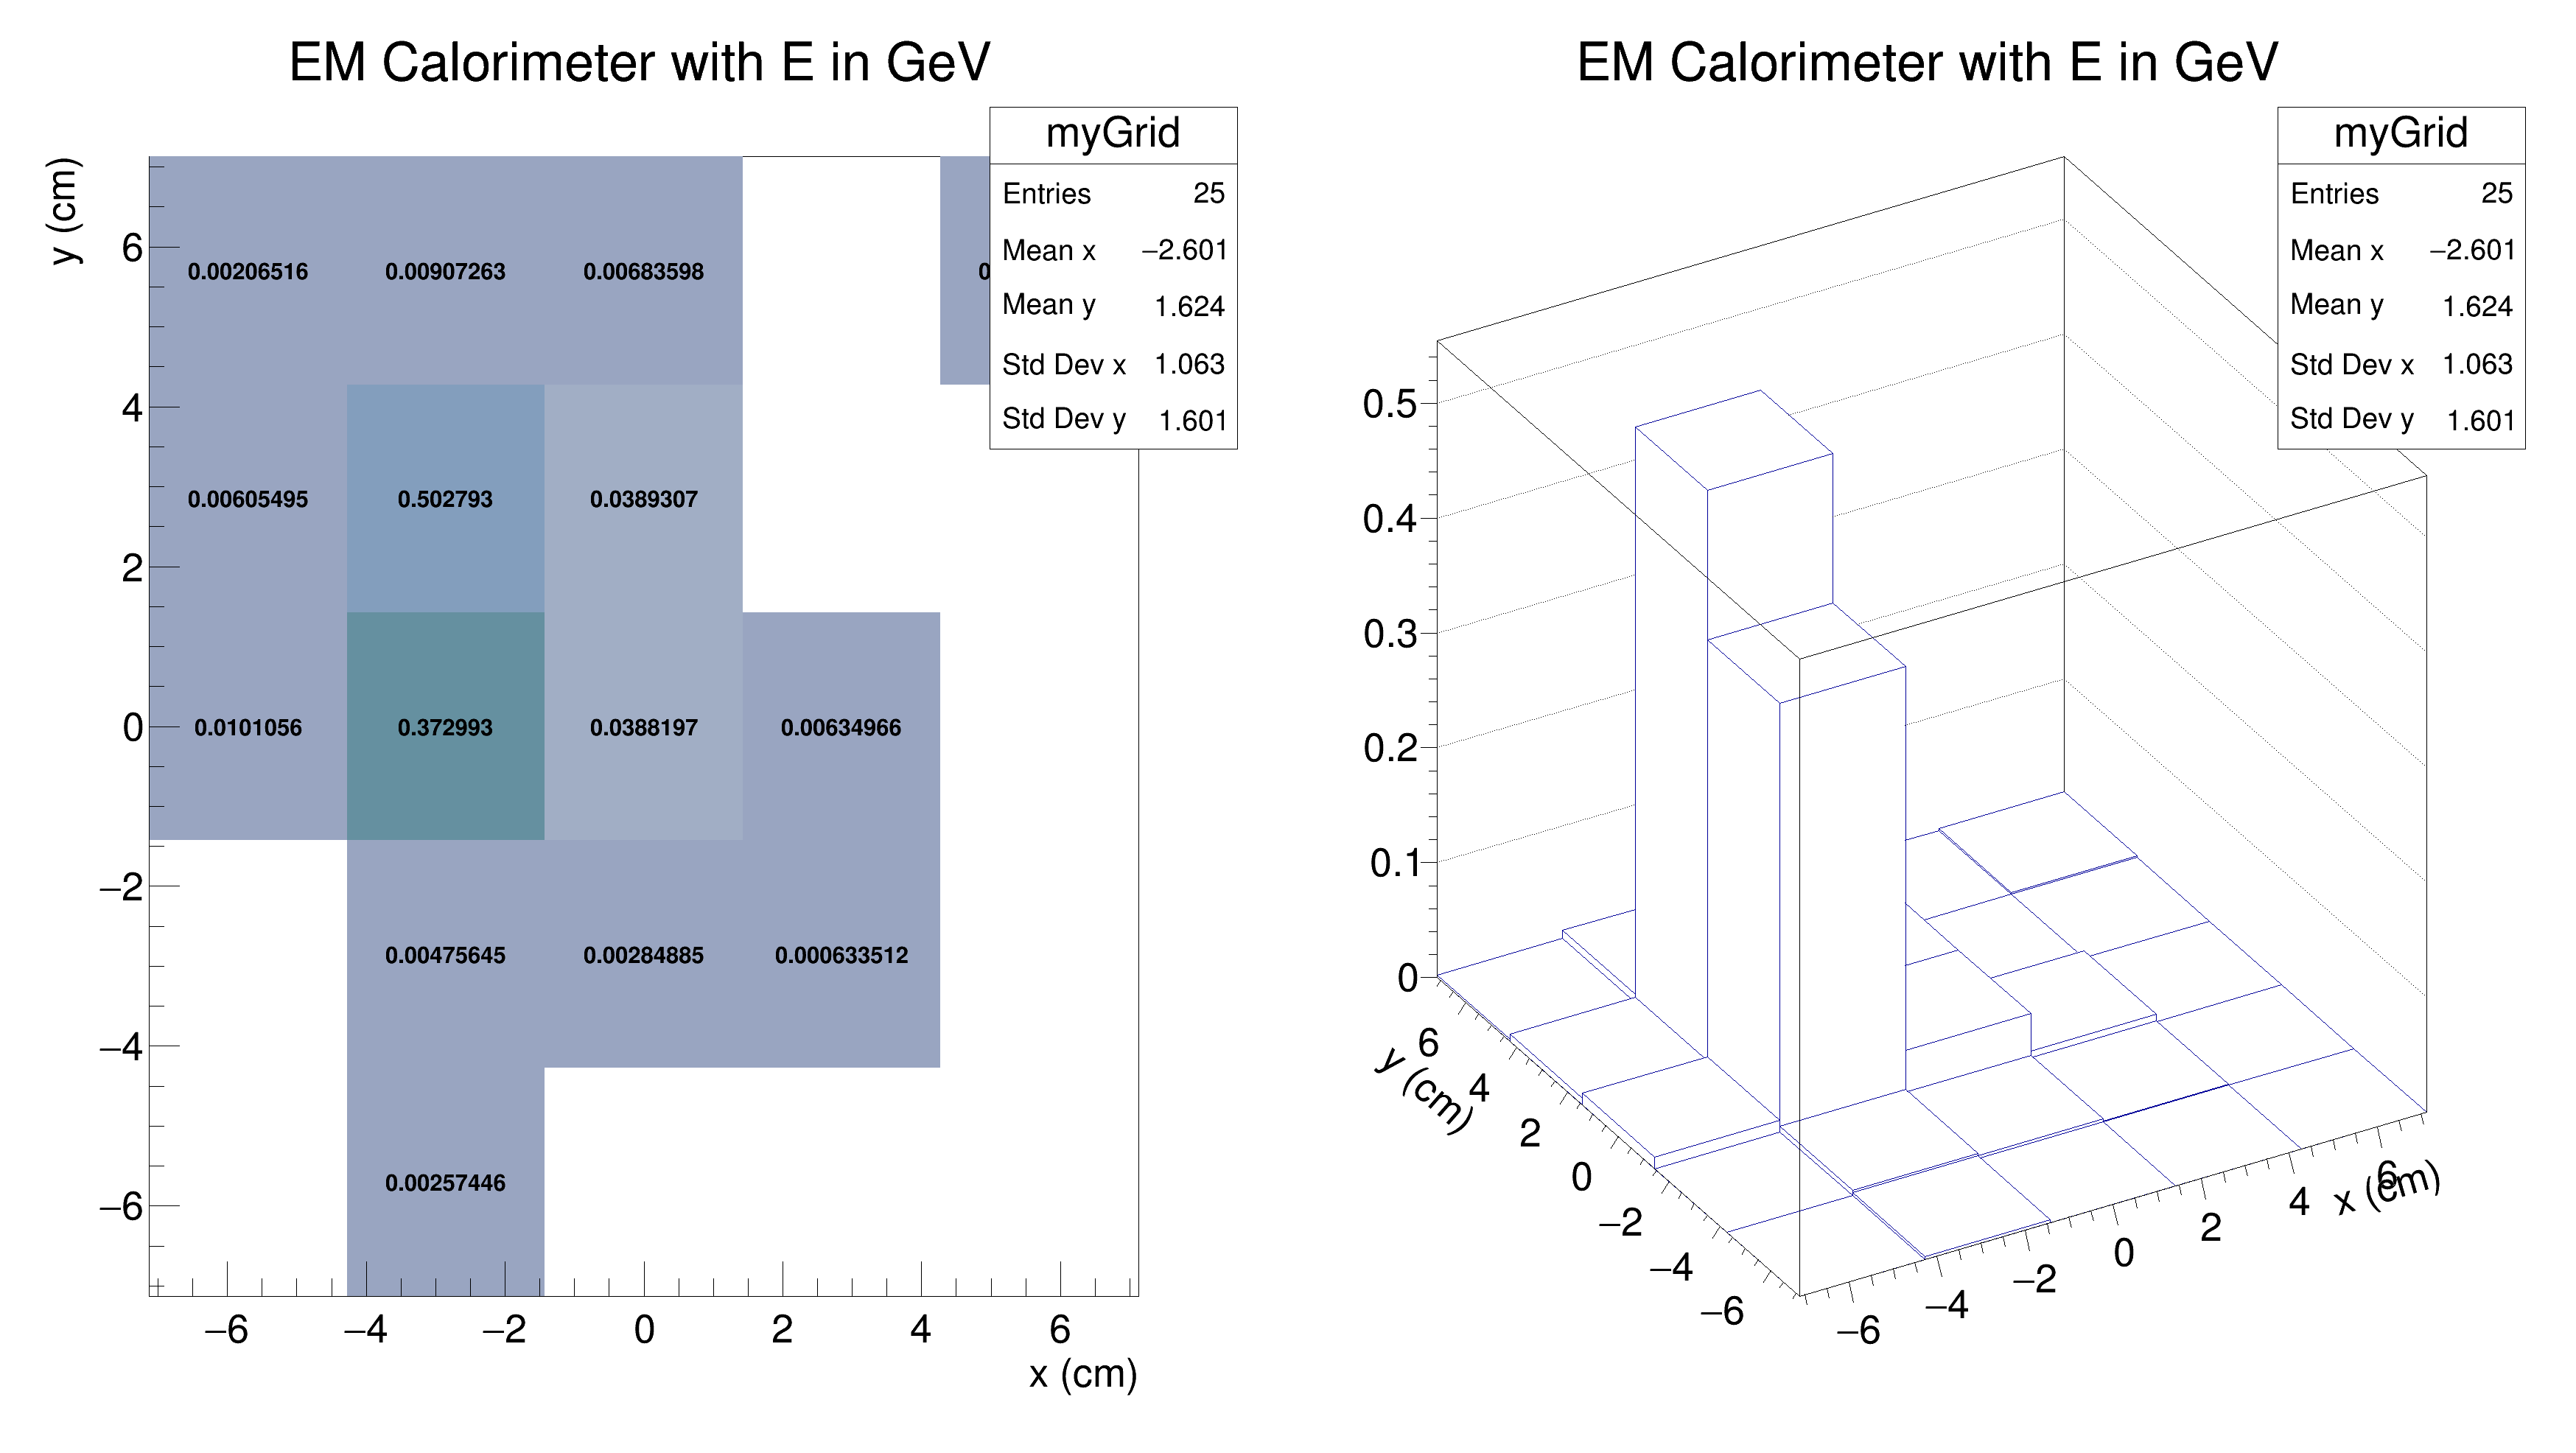 EM Calorimeter with E in GeV
myGrid
Entries 25
Mean x −2.601
Mean y 1.624
Std Dev x 1.063
Std Dev y 1.601
y (cm)
6
4
2
0
−2
−4
−6
0.00206516 0.00907263 0.00683598 0
0.00605495 0.502793 0.0389307
0.0101056 0.372993 0.0388197 0.00634966
0.00475645 0.00284885 0.000633512
0.00257446
−6 −4 −2 0 2 4 6
x (cm)
EM Calorimeter with E in GeV
myGrid
Entries 25
Mean x −2.601
Mean y 1.624
Std Dev x 1.063
Std Dev y 1.601
0.5
0.4
0.3
0.2
0.1
0
6
4
2
0
−2
−4
−6
y (cm)
−6 −4 −2 0 2 4 6
x (cm)